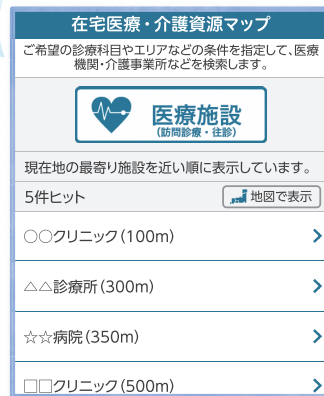 在宅医療・介護資源マップ
ご希望の診療科目やエリアなどの条件を指定して、医療
機関・介護事業所などを検索します。
医療施設
（訪問診療・往診）
現在地の最寄り施設を近い順に表示しています。
5件ヒット
地図で表示
○○クリニック（100m）
△△診療所（300m）
☆☆病院（350m）
□□クリニック（500m）